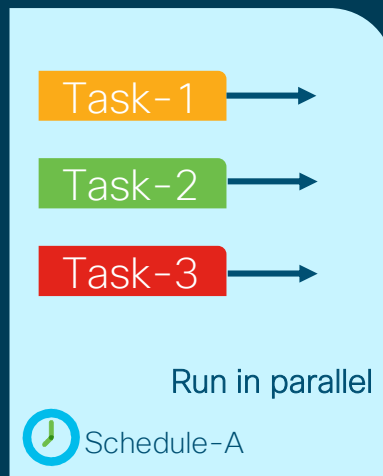 Task-1
Task-2
Task-3
Run in parallel
Schedule-A